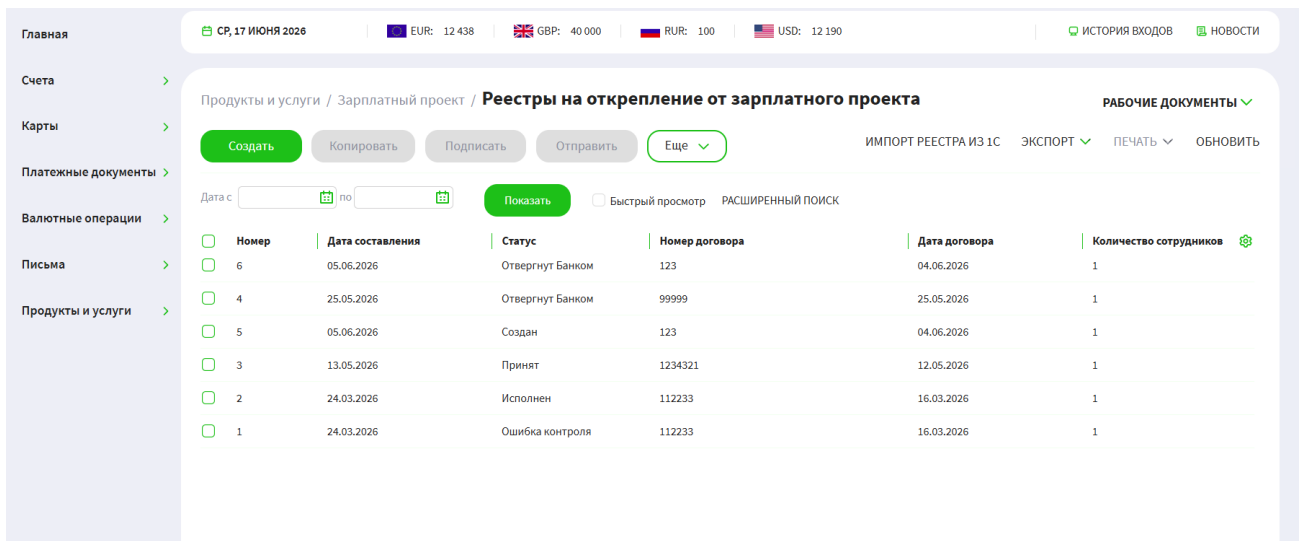 Главная
СР, 17 ИЮНЯ 2026 EUR: 12 438 GBP: 40 000 RUR: 100 USD: 12 190 ИСТОРИЯ ВХОДОВ НОВОСТИ
Счета
Карты
Платежные документы
Валютные операции
Письма
Продукты и услуги
Продукты и услуги / Зарплатный проект / Реестры на открепление от зарплатного проекта РАБОЧИЕ ДОКУМЕНТЫ
Создать Копировать Подписать Отправить Еще ИМПОРТ РЕЕСТРА ИЗ 1С ЭКСПОРТ ПЕЧАТЬ ОБНОВИТЬ
Дата с по Показать Быстрый просмотр РАСШИРЕННЫЙ ПОИСК
Номер Дата составления Статус Номер договора Дата договора Количество сотрудников
6 05.06.2026 Отвергнут Банком 123 04.06.2026 1
4 25.05.2026 Отвергнут Банком 99999 25.05.2026 1
5 05.06.2026 Создан 123 04.06.2026 1
3 13.05.2026 Принят 1234321 12.05.2026 1
2 24.03.2026 Исполнен 112233 16.03.2026 1
1 24.03.2026 Ошибка контроля 112233 16.03.2026 1